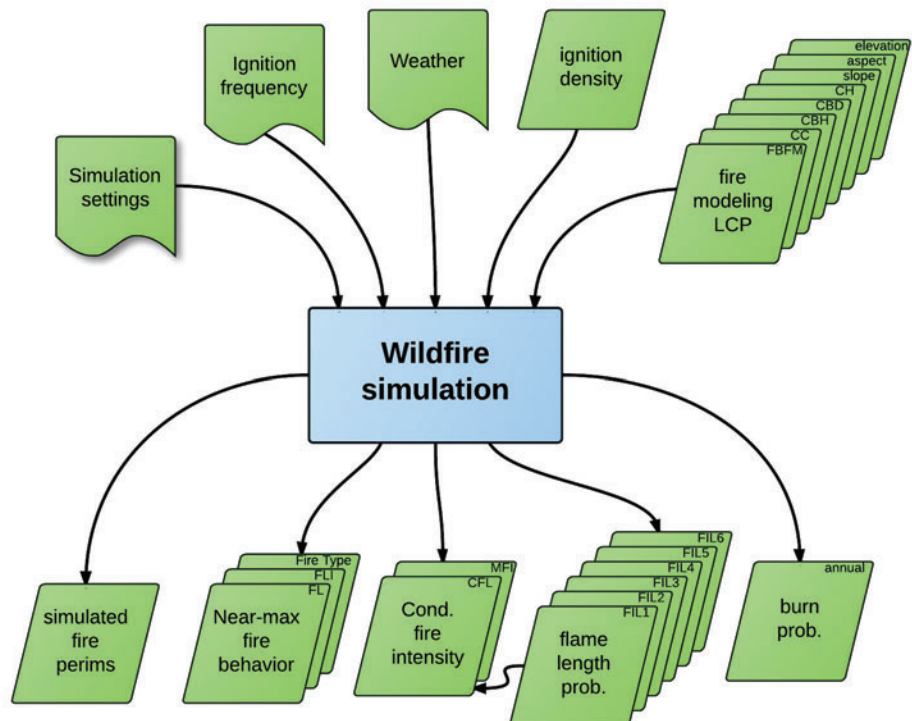 Simulation
settings
Ignition
frequency
Weather
ignition
density
elevation
aspect
slope
CH
CBD
CBH
CC
FBFM
fire
modeling
LCP
Wildfire
simulation
simulated
fire
perims
Fire Type
FLI
FL
Near-max
fire
behavior
MFI
CFL
Cond.
fire
intensity
FIL6
FIL5
FIL4
FIL3
FIL2
FIL1
flame
length
prob.
annual
burn
prob.